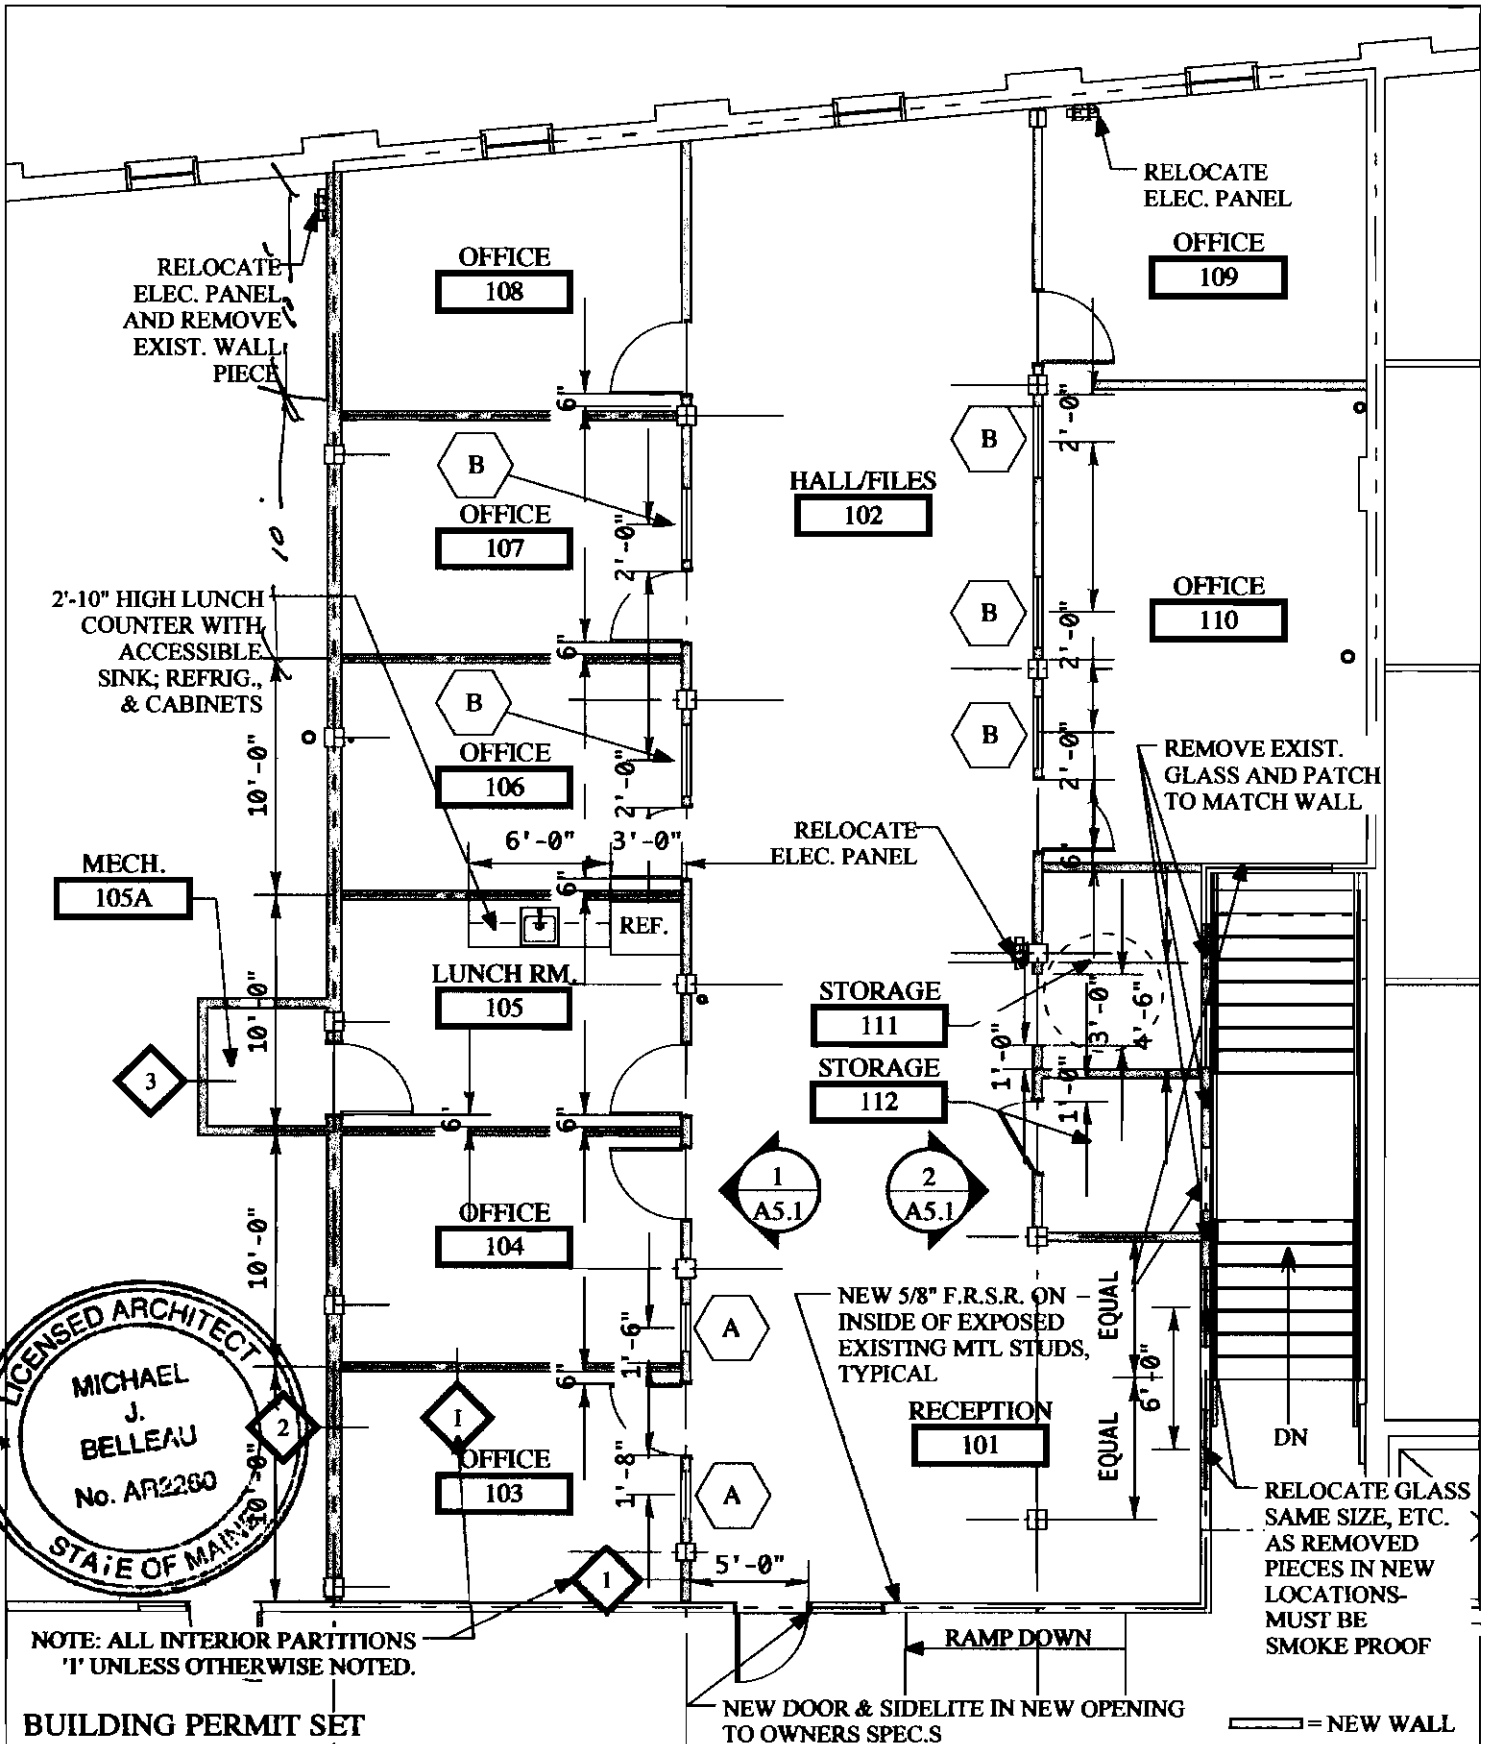 EP
RELOCATE
ELEC. PANEL
OFFICE
109
OFFICE
108
RELOCATE
ELEC. PANEL
AND REMOVE
EXIST. WALL
PIECE
6"
2'-0"
B
B
HALL/FILES
102
OFFICE
107
10'
2'-0"
2'-10" HIGH LUNCH
COUNTER WITH
ACCESSIBLE
SINK; REFRIG.,
& CABINETS
OFFICE
110
B
2'-0"
6"
B
B
2'-0"
OFFICE
106
2'-0"
10'-0"
REMOVE EXIST.
GLASS AND PATCH
TO MATCH WALL
6'-0"
3'-0"
RELOCATE
ELEC. PANEL
6'
MECH.
105A
6"
REF.
LUNCH RM.
105
10'-0"
STORAGE
111
3'-0"
4'-6"
1'-0"
3
STORAGE
112
1'-0"
6'
6"
1
A5.1
2
A5.1
OFFICE
104
10'-0"
NEW 5/8" F.R.S.R. ON
INSIDE OF EXPOSED
EXISTING MTL STUDS,
TYPICAL
EQUAL
6'-0"
EQUAL
A
1'-6"
6"
LICENSED ARCHITECT
MICHAEL
J.
BELLEAU
No. AR2260
STATE OF MAINE
2
10'-0"
1
OFFICE
103
1'-8"
A
RECEPTION
101
DN
RELOCATE GLASS
SAME SIZE, ETC.
AS REMOVED
PIECES IN NEW
LOCATIONS-
MUST BE
SMOKE PROOF
1
5'-0"
NOTE: ALL INTERIOR PARTITIONS
'1' UNLESS OTHERWISE NOTED.
RAMP DOWN
NEW DOOR & SIDELITE IN NEW OPENING
TO OWNERS SPEC.S
BUILDING PERMIT SET
= NEW WALL